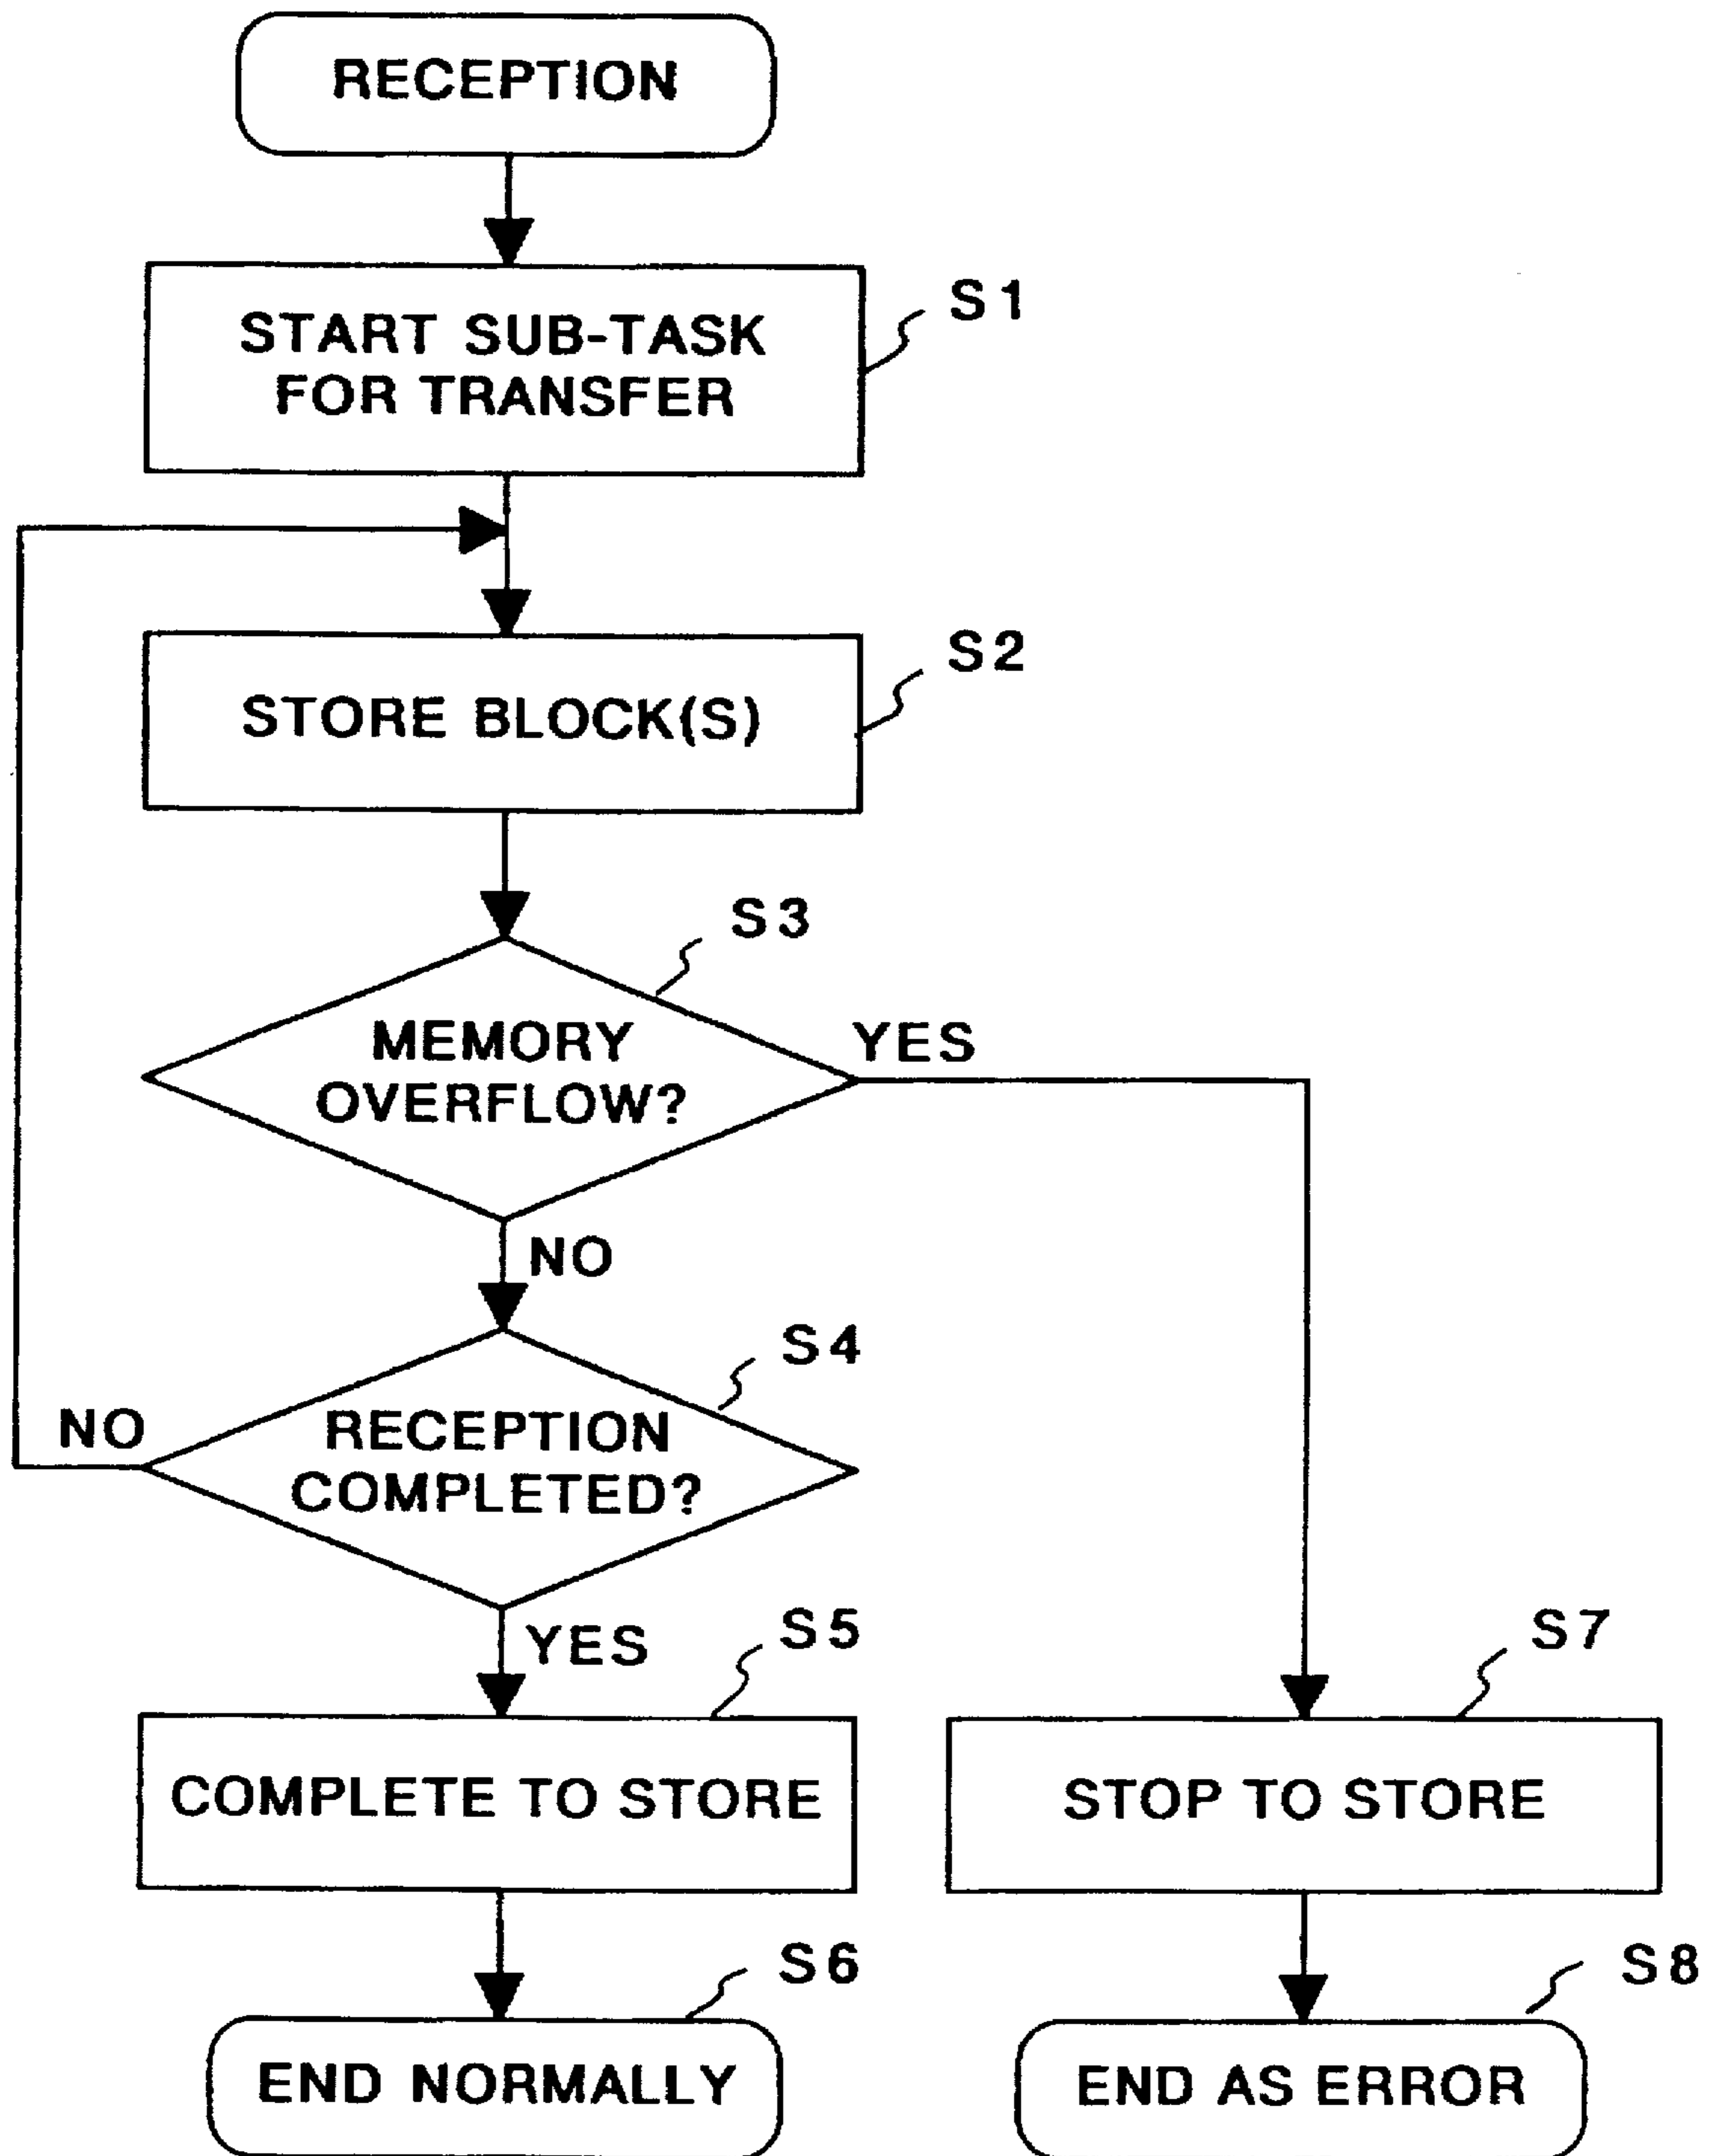 RECEPTION
START SUB-TASK
FOR TRANSFER
S1
STORE BLOCK(S)
S2
S3
MEMORY
OVERFLOW?
YES
NO
S4
RECEPTION
COMPLETED?
NO
YES
S5
COMPLETE TO STORE
S7
STOP TO STORE
S6
END NORMALLY
S8
END AS ERROR